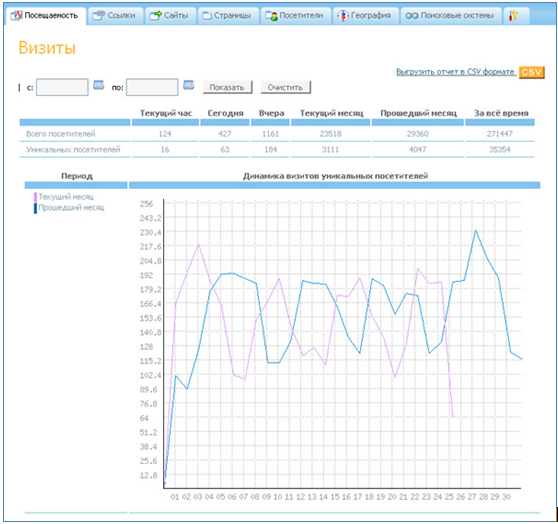 Посещаемость Ссылки Сайты Страницы Посетители География Поисковые системы
Визиты
Выгрузить отчет в CSV формате CSV
с: по: Показать Очистить
Текущий час Сегодня Вчера Текущий месяц Прошедший месяц За всё время
Всего посетителей 124 427 1161 23518 29360 271447
Уникальных посетителей 16 63 184 3111 4047 35354
Период Динамика визитов уникальных посетителей
Текущий месяц
Прошедший месяц
256
243,2
230,4
217,6
204,8
192
179,2
166,4
153,6
140,8
128
115,2
102,4
89,6
76,8
64
51,2
38,4
25,6
12,8
01 02 03 04 05 06 07 08 09 10 11 12 13 14 15 16 17 18 19 20 21 22 23 24 25 26 27 28 29 30